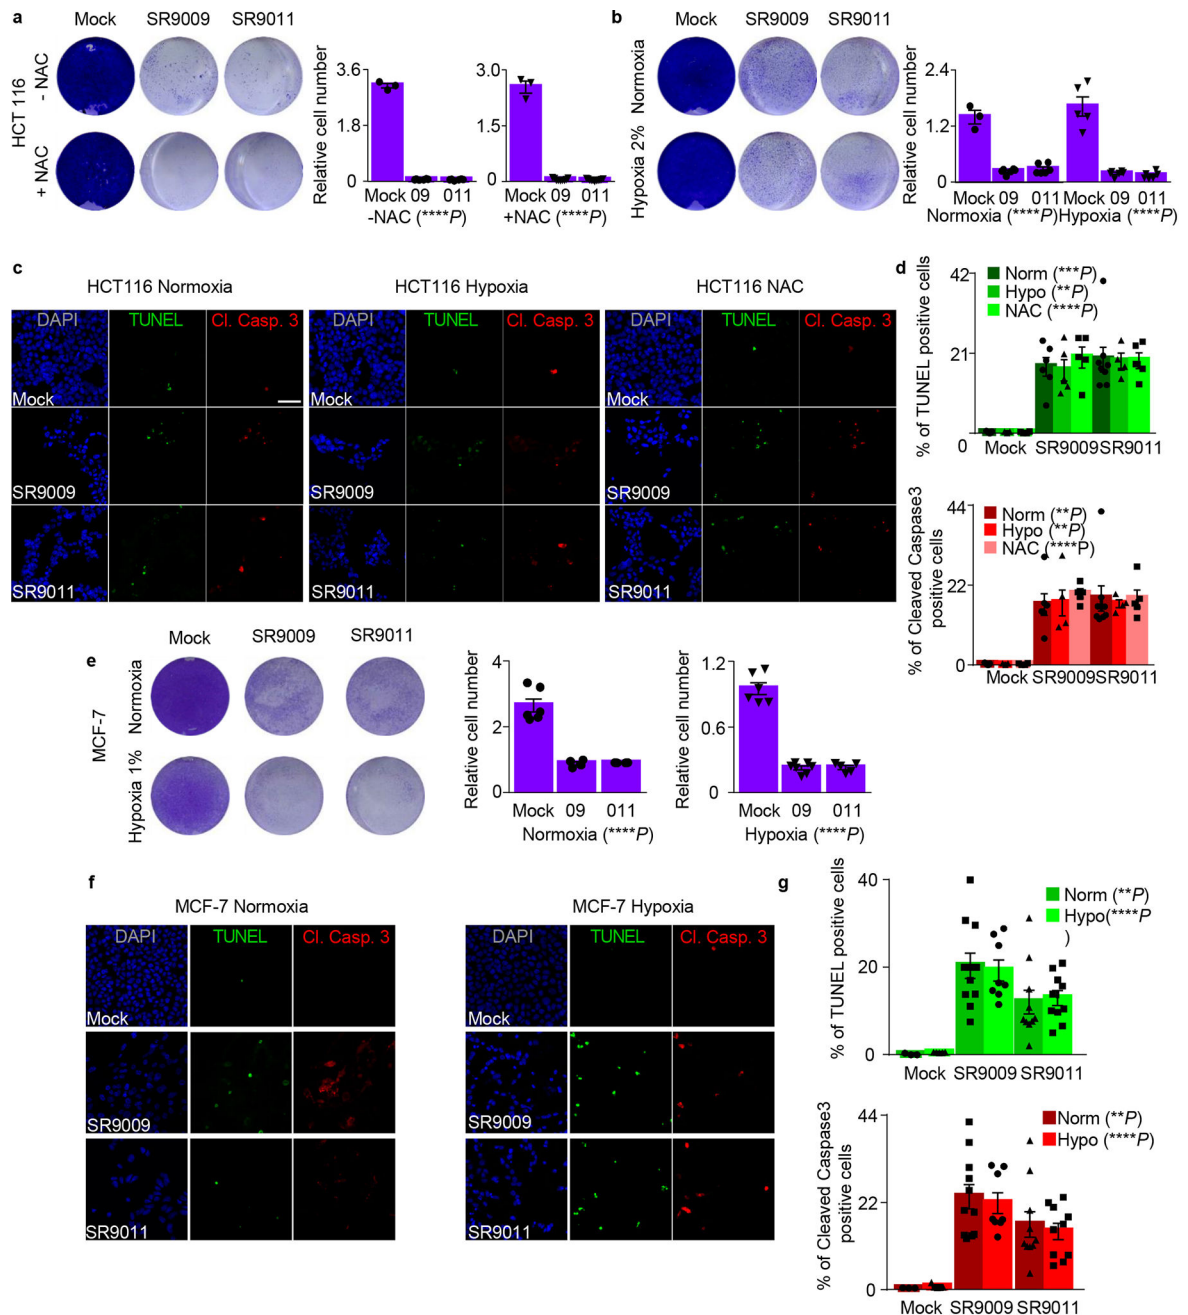 a
Mock SR9009 SR9011
HCT 116
- NAC
+ NAC
Relative cell number
3.6
1.8
0
Mock 09 011
-NAC (****P)
3.0
1.5
0
Mock 09 011
+NAC (****P)
b
Mock SR9009 SR9011
Normoxia
Hypoxia 2%
Relative cell number
2.4
1.2
0
Mock 09 011 Mock 09 011
Normoxia (****P) Hypoxia (****P)
c
HCT116 Normoxia
DAPI TUNEL Cl. Casp. 3
Mock
SR9009
SR9011
HCT116 Hypoxia
DAPI TUNEL Cl. Casp. 3
Mock
SR9009
SR9011
HCT116 NAC
DAPI TUNEL Cl. Casp. 3
Mock
SR9009
SR9011
d
% of TUNEL positive cells
42
21
0
Norm (***P)
Hypo (**P)
NAC (****P)
Mock SR9009 SR9011
% of Cleaved Caspase3
positive cells
44
22
0
Norm (**P)
Hypo (**P)
NAC (****P)
Mock SR9009 SR9011
e
Mock SR9009 SR9011
MCF-7
Normoxia
Hypoxia 1%
Relative cell number
4
2
0
Mock 09 011
Normoxia (****P)
Relative cell number
1.2
0.6
0
Mock 09 011
Hypoxia (****P)
f
MCF-7 Normoxia
DAPI TUNEL Cl. Casp. 3
Mock
SR9009
SR9011
MCF-7 Hypoxia
DAPI TUNEL Cl. Casp. 3
Mock
SR9009
SR9011
g
% of TUNEL positive cells
40
20
0
Norm (**P)
Hypo(****P
)
Mock SR9009 SR9011
% of Cleaved Caspase3
positive cells
44
22
0
Norm (**P)
Hypo (****P)
Mock SR9009 SR9011